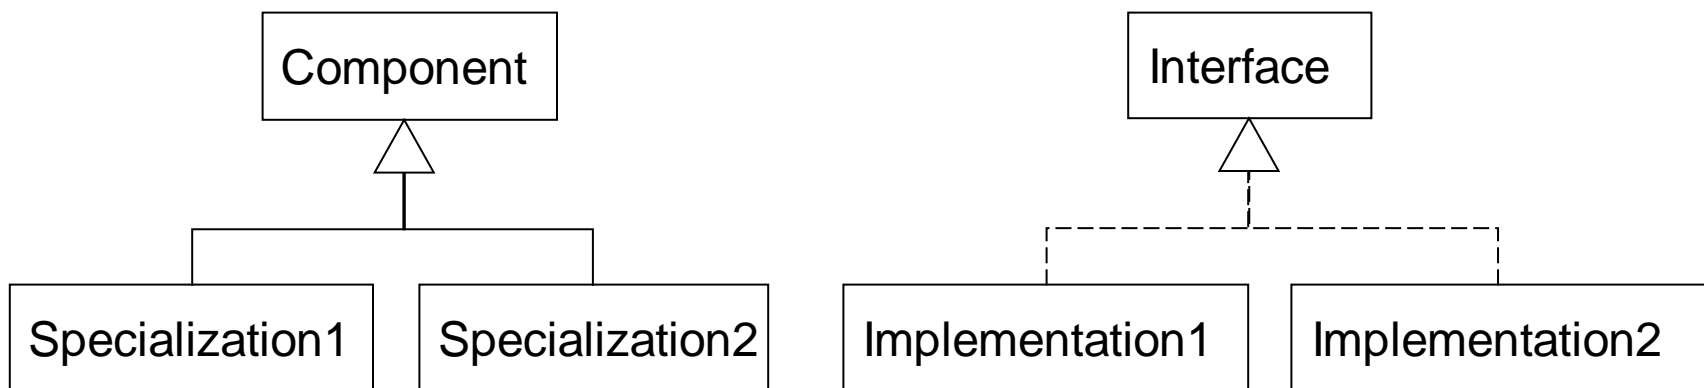 Component
Interface
Specialization1
Specialization2
Implementation1
Implementation2